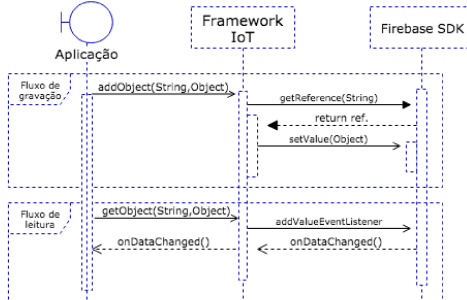 Framework
IoT
Firebase SDK
Aplicação
Fluxo de
gravação
addObject(String,Object)
getReference(String)
return ref.
setValue(Object)
Fluxo de
leitura
getObject(String,Object)
addValueEventListener
onDataChanged()
onDataChanged()